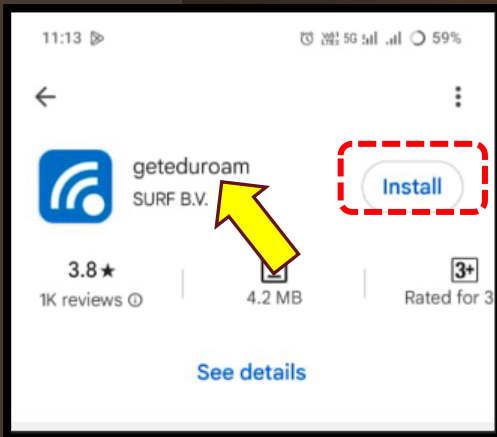 11:13
5G 59%
geteduroam
SURF B.V.
Install
3.8★
1K reviews
4.2 MB
3+
Rated for 3
See details